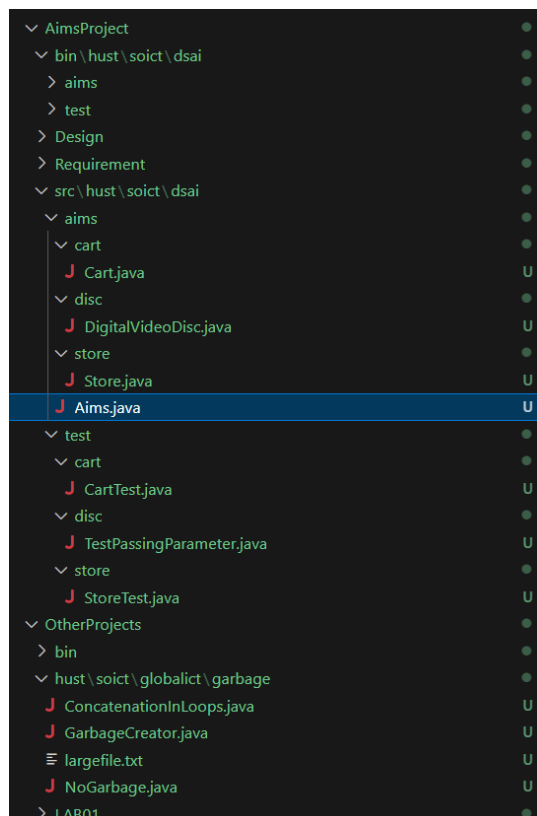 AimsProject
bin\hust\soict\dsai
aims
test
Design
Requirement
src\hust\soict\dsai
aims
cart
J Cart.java U
disc
J DigitalVideoDisc.java U
store
J Store.java U
J Aims.java U
test
cart
J CartTest.java U
disc
J TestPassingParameter.java U
store
J StoreTest.java U
OtherProjects
bin
hust\soict\globalict\garbage
J ConcatenationInLoops.java U
J GarbageCreator.java U
largefile.txt U
J NoGarbage.java U
LAB01